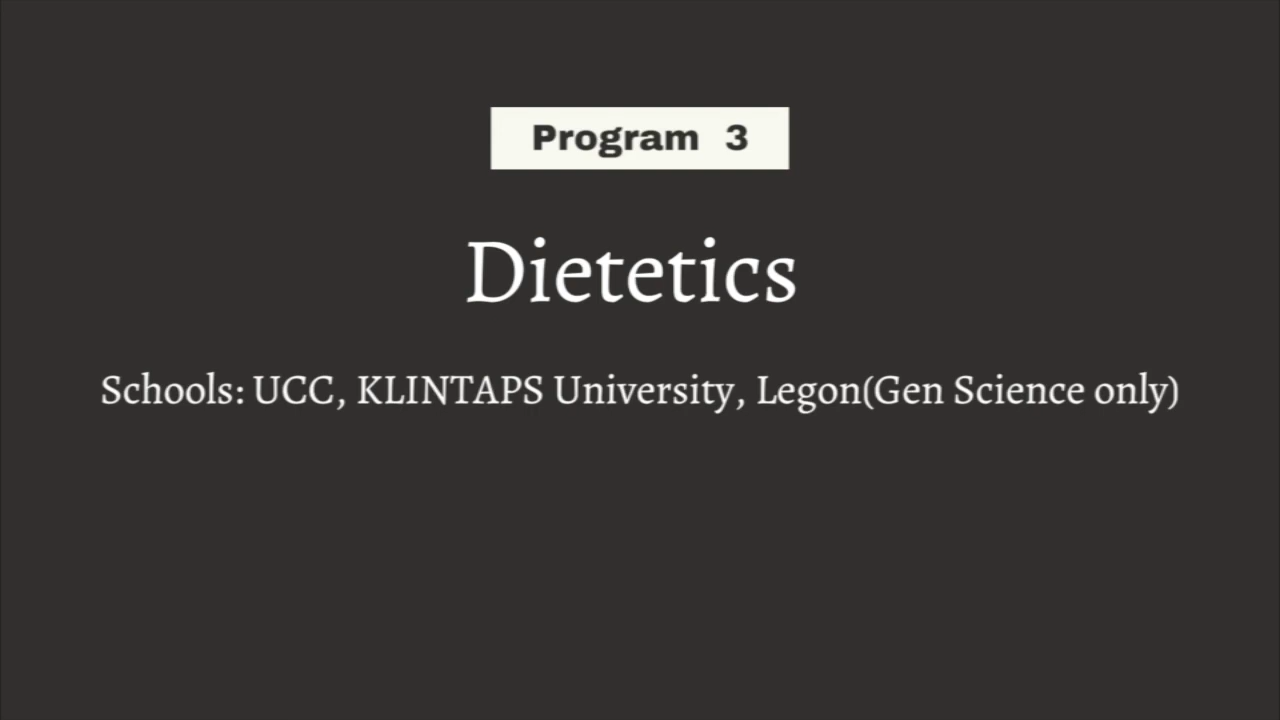 Program 3
Dietetics
Schools: UCC, KLINTAPS University, Legon(Gen Science only)